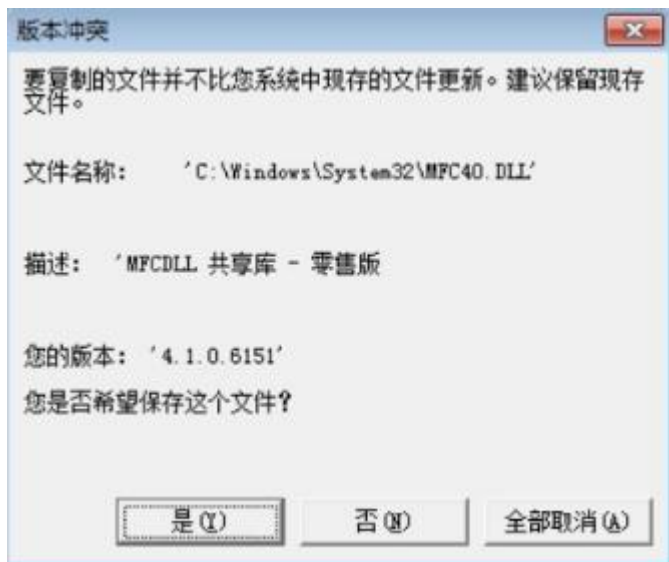 版本冲突
要复制的文件并不比您系统中现存的文件更新。建议保留现存
文件。
文件名称: 'C:\Windows\System32\MFC40.DLL'
描述: 'MFCDLL 共享库 - 零售版
您的版本: '4.1.0.6151'
您是否希望保存这个文件?
是(Y) 否(N) 全部取消(A)